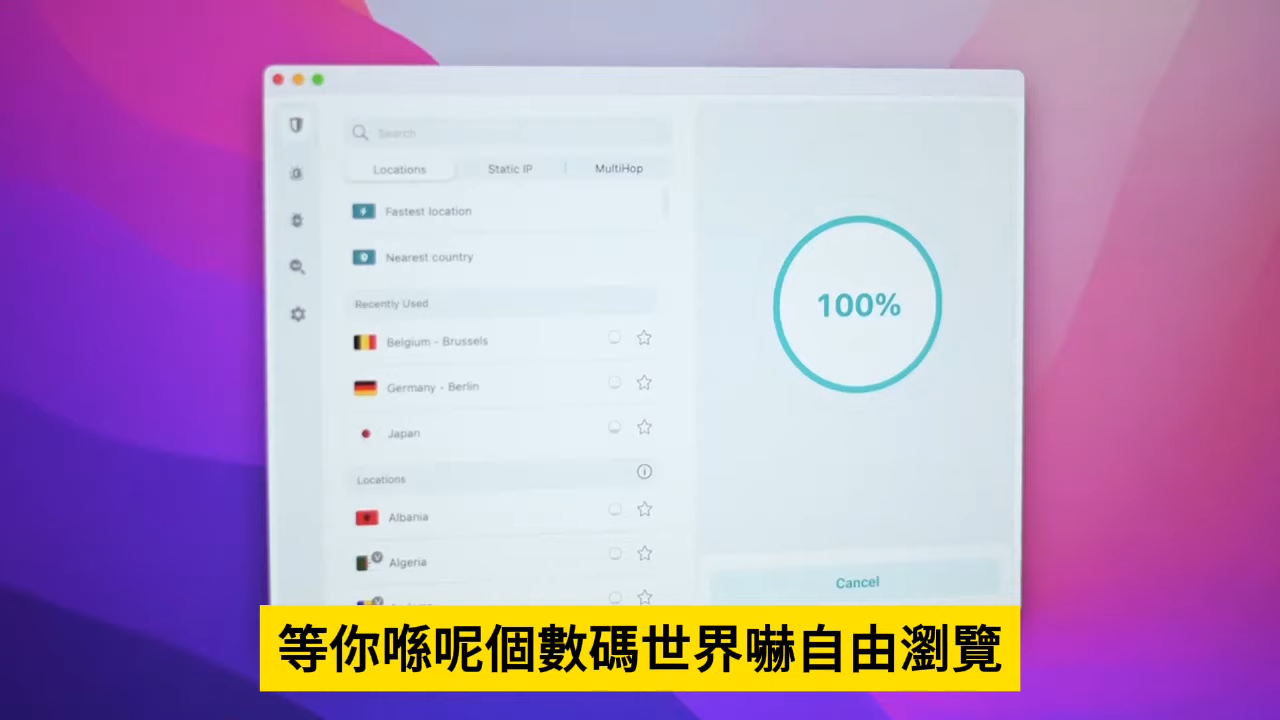 Search
Locations
Static IP
MultiHop
Fastest location
Nearest country
Recently Used
Belgium - Brussels
Germany - Berlin
Japan
Locations
Albania
Algeria
100%
Cancel
等你喺呢個數碼世界嚇自由瀏覽